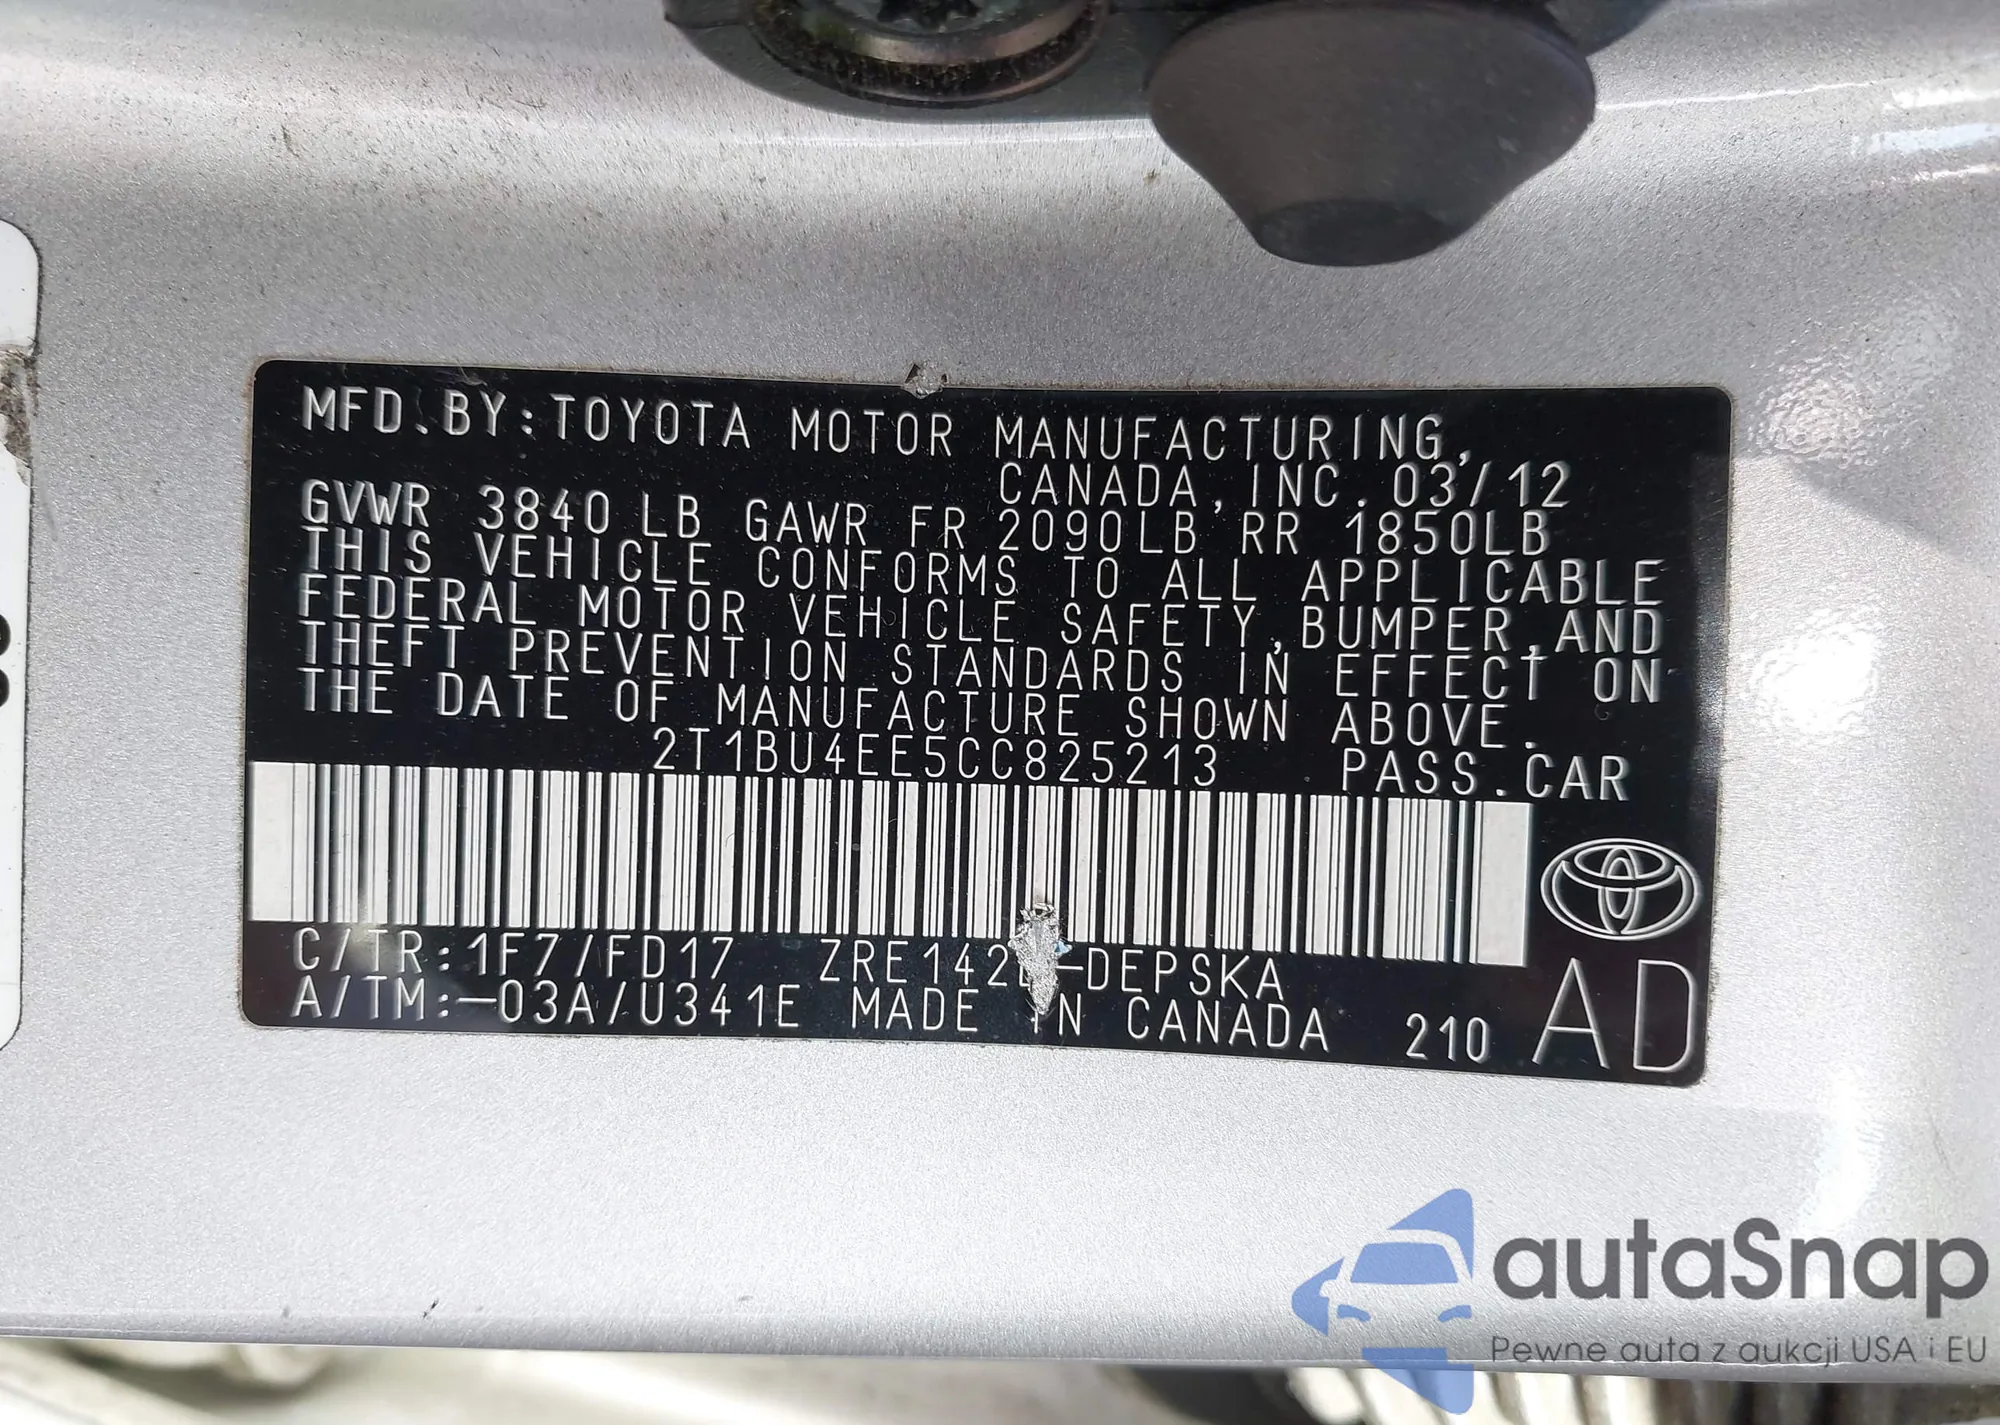 MFD.BY:TOYOTA MOTOR MANUFACTURING,
CANADA,INC.03/12
GVWR 3840 LB GAWR FR 2090LB RR 1850LB
THIS VEHICLE CONFORMS TO ALL APPLICABLE
FEDERAL MOTOR VEHICLE SAFETY,BUMPER,AND
THEFT PREVENTION STANDARDS IN EFFECT ON
THE DATE OF MANUFACTURE SHOWN ABOVE.
2T1BU4EE5CC825213 PASS.CAR
C/TR:1F7/FD17 -DEPSKA
A/TM:-03A/U341E MADE IN CANADA 210 AD
autaSnap
Pewne auta z aukcji USA i EU